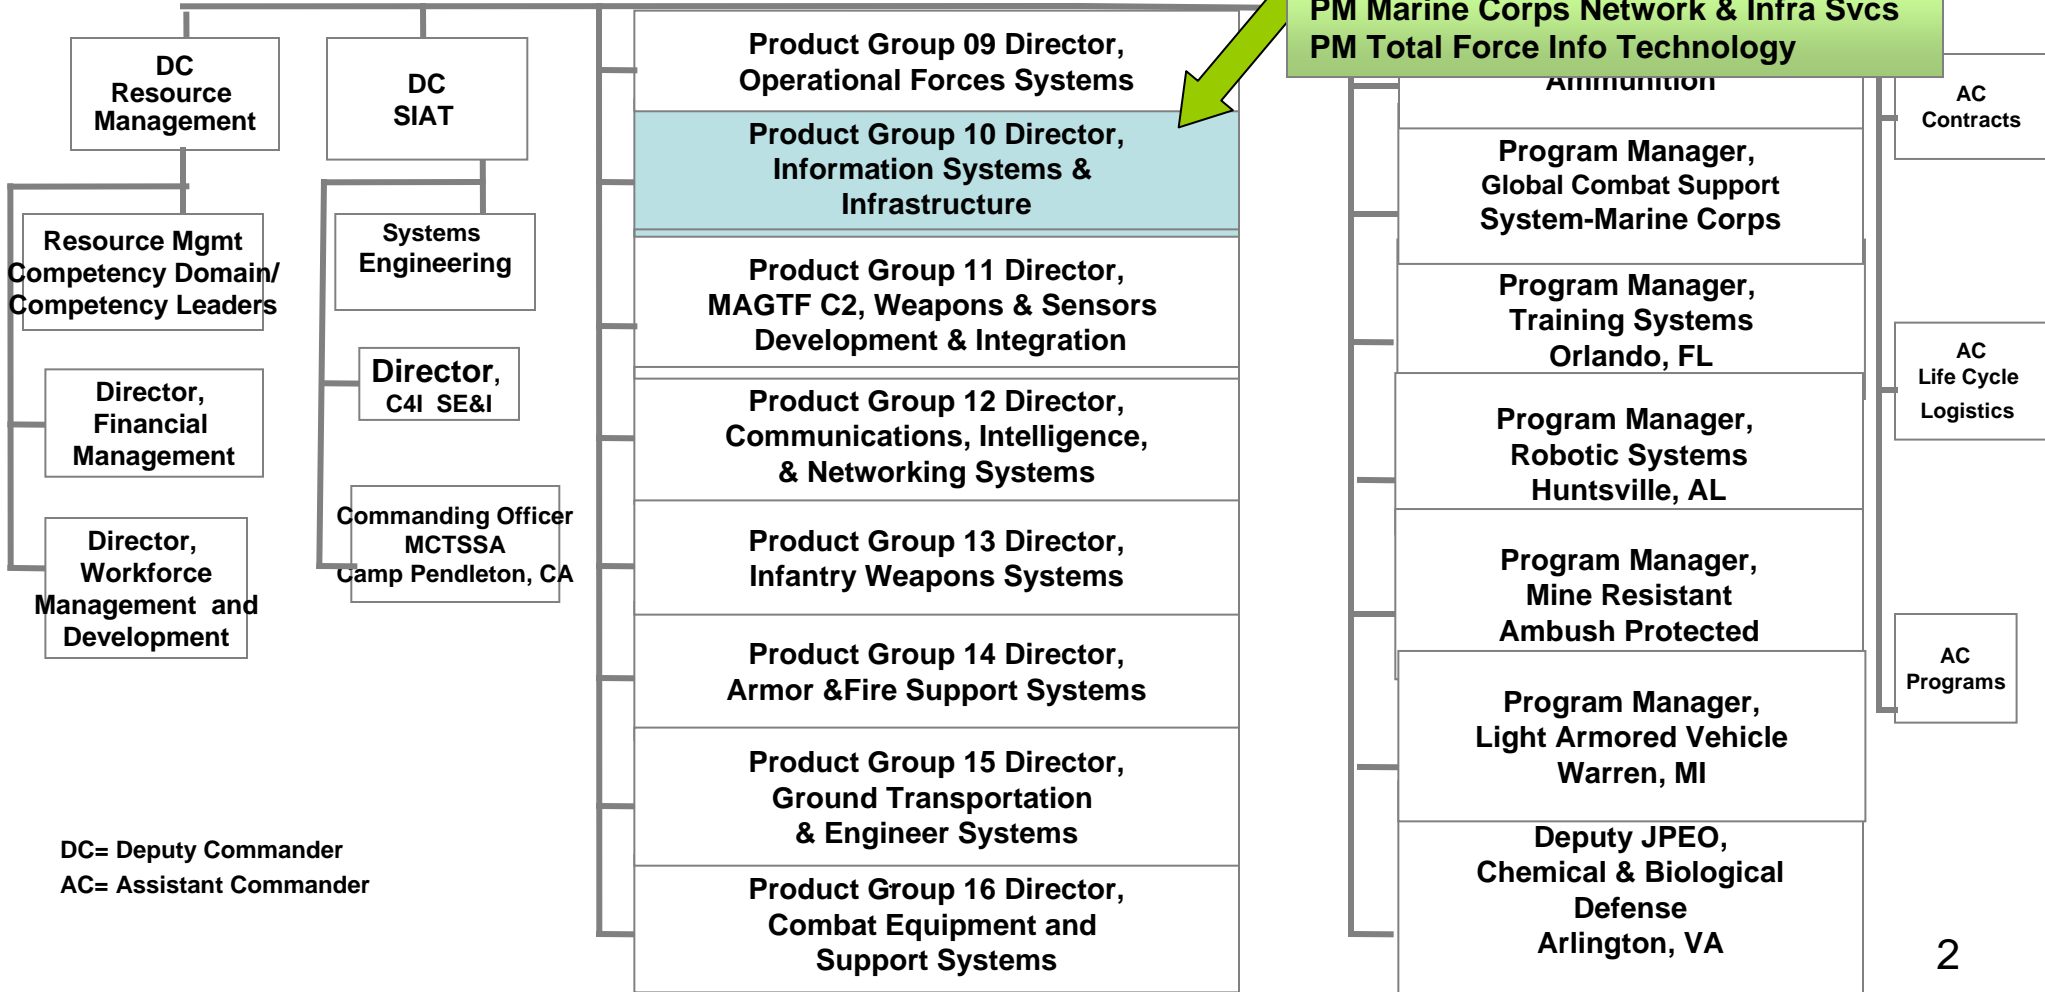 PM Marine Corps Network & Infra Svcs
PM Total Force Info Technology
DC
Resource
Management
Resource Mgmt
Competency Domain/
Competency Leaders
Director,
Financial
Management
Director,
Workforce
Management and
Development
DC
SIAT
Systems
Engineering
Director,
C4I SE&I
Commanding Officer
MCTSSA
Camp Pendleton, CA
Product Group 09 Director,
Operational Forces Systems
Product Group 10 Director,
Information Systems &
Infrastructure
Product Group 11 Director,
MAGTF C2, Weapons & Sensors
Development & Integration
Product Group 12 Director,
Communications, Intelligence,
& Networking Systems
Product Group 13 Director,
Infantry Weapons Systems
Product Group 14 Director,
Armor &Fire Support Systems
Product Group 15 Director,
Ground Transportation
& Engineer Systems
Product Group 16 Director,
Combat Equipment and
Support Systems
Ammunition
Program Manager,
Global Combat Support
System-Marine Corps
Program Manager,
Training Systems
Orlando, FL
Program Manager,
Robotic Systems
Huntsville, AL
Program Manager,
Mine Resistant
Ambush Protected
Program Manager,
Light Armored Vehicle
Warren, MI
Deputy JPEO,
Chemical & Biological
Defense
Arlington, VA
AC
Contracts
AC
Life Cycle
Logistics
AC
Programs
DC= Deputy Commander
AC= Assistant Commander
2